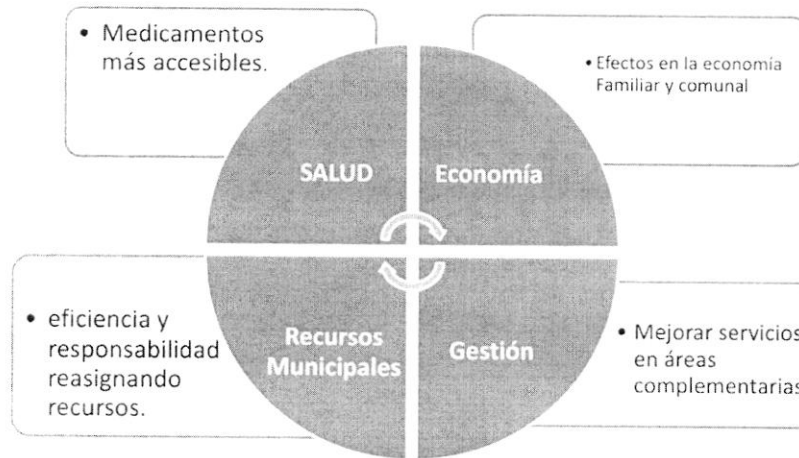 • Medicamentos
más accesibles.
• Efectos en la economía
Familiar y comunal
SALUD
Economía
• eficiencia y
responsabilidad
reasignando
recursos.
Recursos
Municipales
Gestión
• Mejorar servicios
en áreas
complementarias